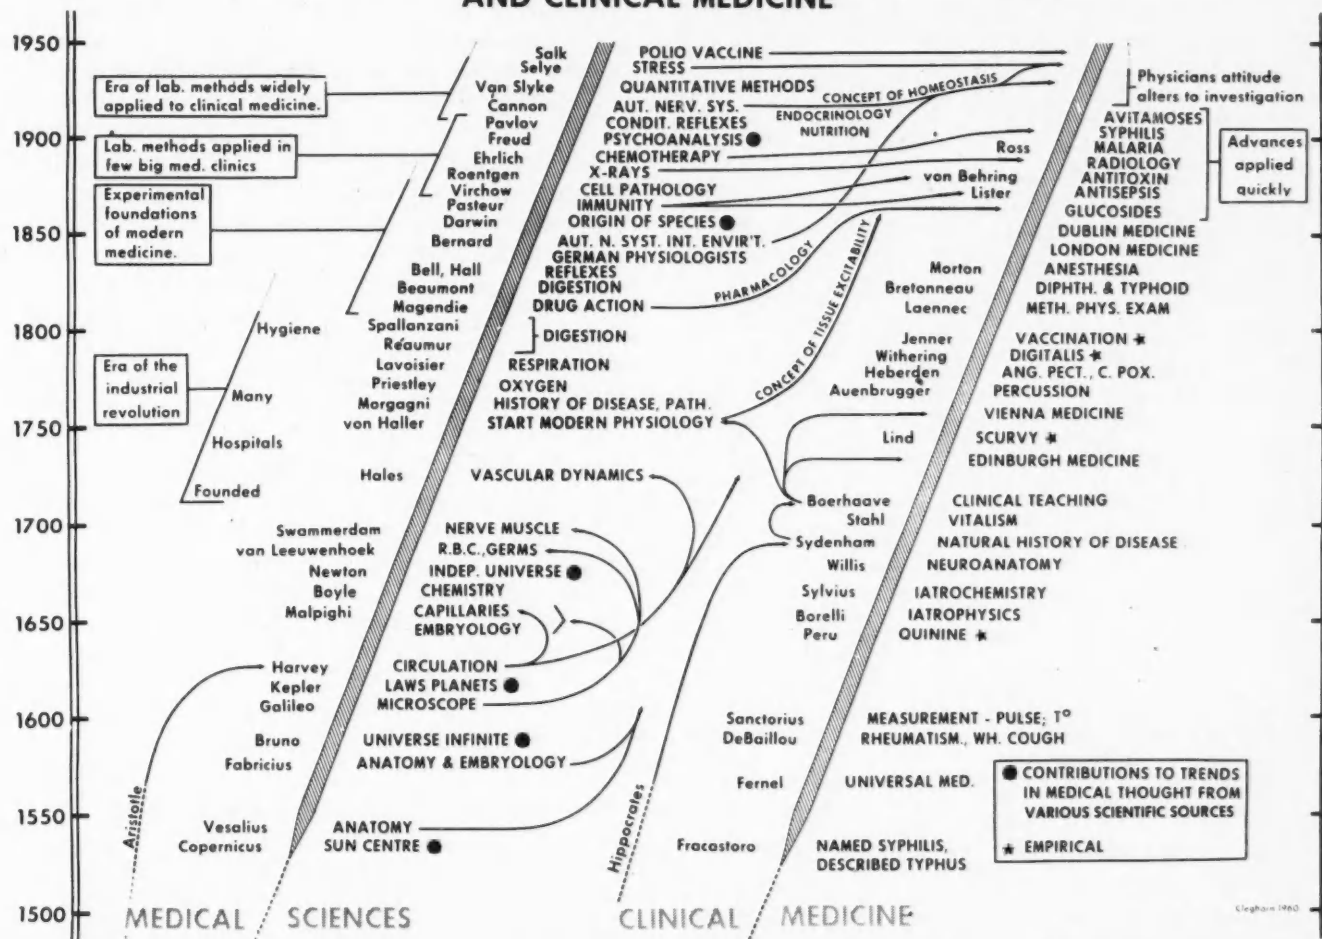 AND CLINICAL MEDICINE
1950
1900
1850
1800
1750
1700
1650
1600
1550
1500
Era of lab. methods widely
applied to clinical medicine.
Lab. methods applied in
few big med. clinics
Experimental
foundations
of modern
medicine.
Era of the
industrial
revolution
Hygiene
Many
Hospitals
Founded
Aristotle
Salk
Selye
Van Slyke
Cannon
Pavlov
Freud
Ehrlich
Roentgen
Virchow
Pasteur
Darwin
Bernard
Bell, Hall
Beaumont
Magendie
Spallanzani
Réaumur
Lavoisier
Priestley
Morgagni
von Haller
Hales
Swammerdam
van Leeuwenhoek
Newton
Boyle
Malpighi
Harvey
Kepler
Galileo
Bruno
Fabricius
Vesalius
Copernicus
POLIO VACCINE
STRESS
QUANTITATIVE METHODS
AUT. NERV. SYS.
CONDIT. REFLEXES
PSYCHOANALYSIS ●
CHEMOTHERAPY
X-RAYS
CELL PATHOLOGY
IMMUNITY
ORIGIN OF SPECIES ●
AUT. N. SYST. INT. ENVIR'T.
GERMAN PHYSIOLOGISTS
REFLEXES
DIGESTION
DRUG ACTION
DIGESTION
RESPIRATION
OXYGEN
HISTORY OF DISEASE, PATH.
START MODERN PHYSIOLOGY
VASCULAR DYNAMICS
NERVE MUSCLE
R.B.C., GERMS
INDEP. UNIVERSE ●
CHEMISTRY
CAPILLARIES
EMBRYOLOGY
CIRCULATION
LAWS PLANETS ●
MICROSCOPE
UNIVERSE INFINITE ●
ANATOMY & EMBRYOLOGY
ANATOMY
SUN CENTRE ●
CONCEPT OF HOMEOSTASIS
ENDOCRINOLOGY
NUTRITION
PHARMACOLOGY
CONCEPT OF TISSUE EXCITABILITY
Hippocrates
Ross
von Behring
Lister
Morton
Bretonneau
Laennec
Jenner
Withering
Heberden
Auenbrugger
Lind
Boerhaave
Stahl
Sydenham
Willis
Sylvius
Borelli
Peru
Sanctorius
DeBaillou
Fernel
Fracastoro
Physicians attitude
alters to investigation
AVITAMOSES
SYPHILIS
MALARIA
RADIOLOGY
ANTITOXIN
ANTISEPSIS
GLUCOSIDES
Advances
applied
quickly
DUBLIN MEDICINE
LONDON MEDICINE
ANESTHESIA
DIPHTH. & TYPHOID
METH. PHYS. EXAM
VACCINATION ★
DIGITALIS ★
ANG. PECT., C. POX.
PERCUSSION
VIENNA MEDICINE
SCURVY ★
EDINBURGH MEDICINE
CLINICAL TEACHING
VITALISM
NATURAL HISTORY OF DISEASE
NEUROANATOMY
IATROCHEMISTRY
IATROPHYSICS
QUININE ★
MEASUREMENT - PULSE; T°
RHEUMATISM., WH. COUGH
UNIVERSAL MED.
NAMED SYPHILIS,
DESCRIBED TYPHUS
● CONTRIBUTIONS TO TRENDS
IN MEDICAL THOUGHT FROM
VARIOUS SCIENTIFIC SOURCES
★ EMPIRICAL
MEDICAL SCIENCES
CLINICAL MEDICINE
Cleghorn 1960